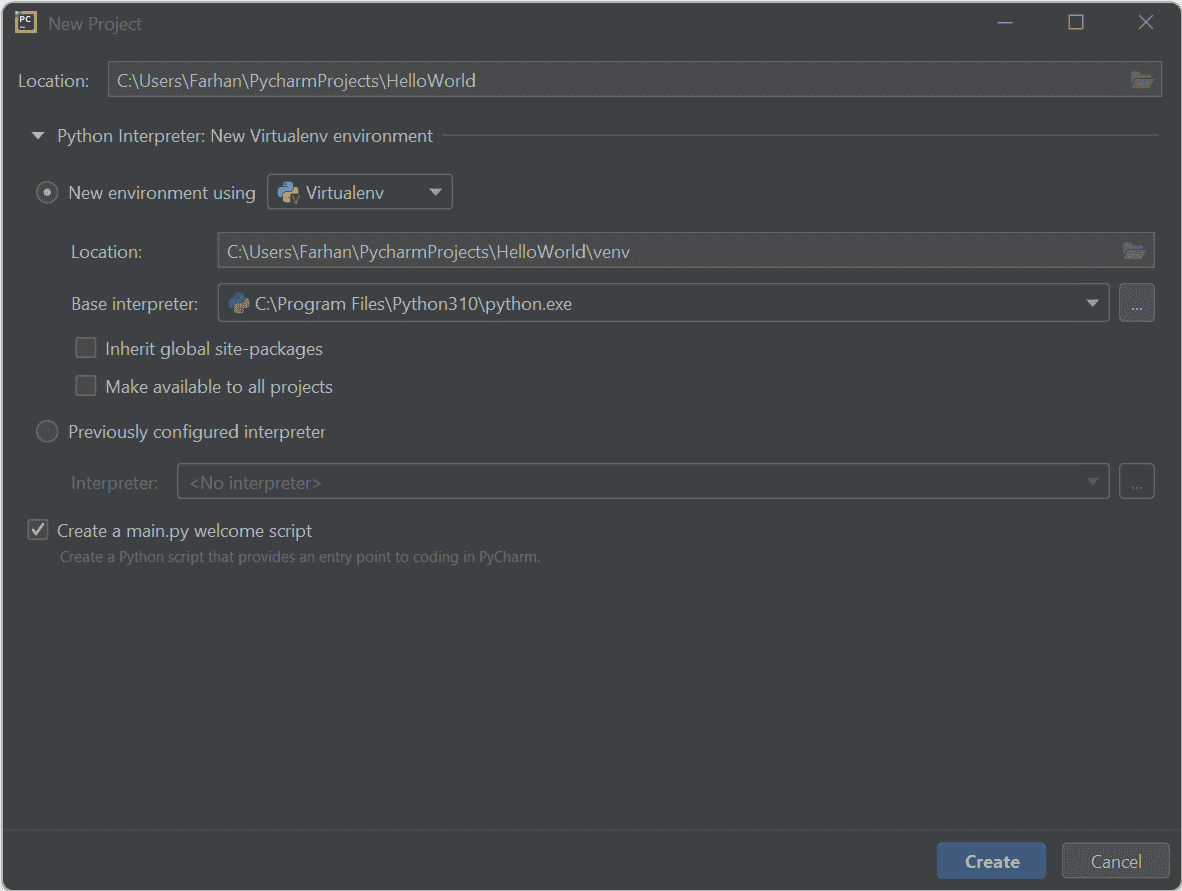 PC New Project
Location: C:\Users\Farhan\PycharmProjects\HelloWorld
Python Interpreter: New Virtualenv environment
New environment using Virtualenv
Location: C:\Users\Farhan\PycharmProjects\HelloWorld\venv
Base interpreter: C:\Program Files\Python310\python.exe ...
Inherit global site-packages
Make available to all projects
Previously configured interpreter
Interpreter: <No interpreter> ...
Create a main.py welcome script
Create a Python script that provides an entry point to coding in PyCharm.
Create Cancel